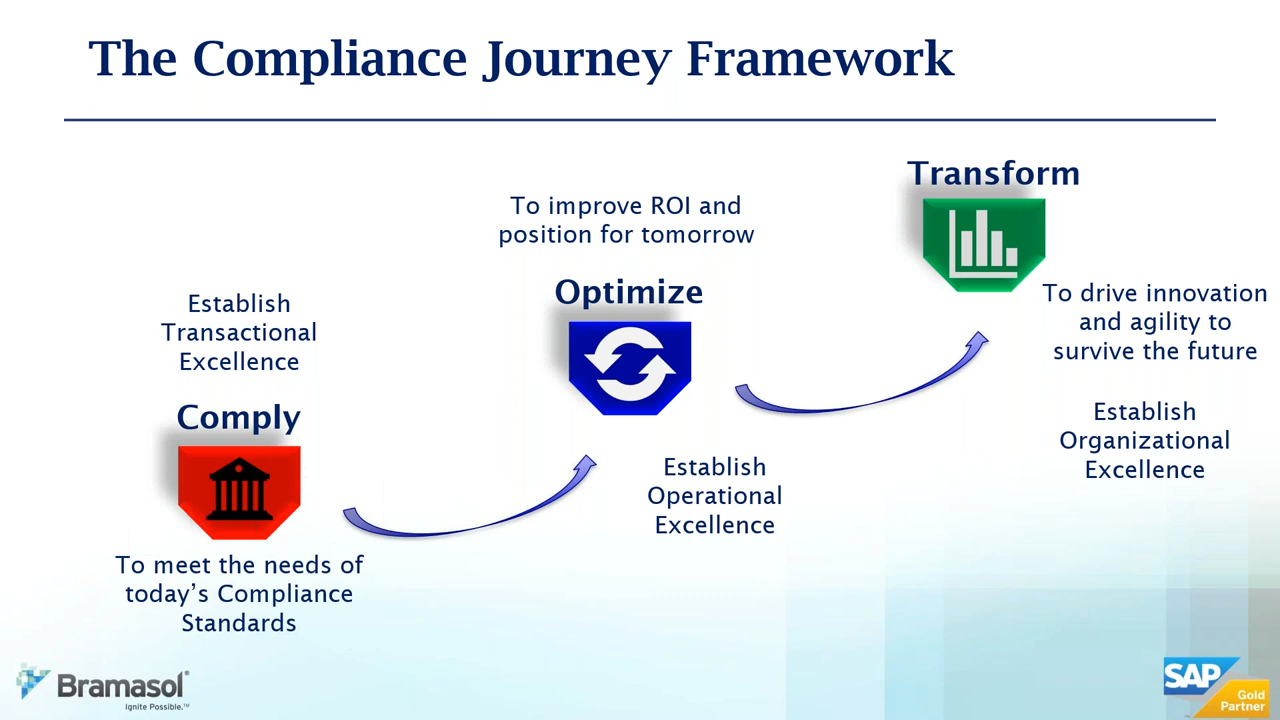 The Compliance Journey Framework
Establish
Transactional
Excellence
Comply
To meet the needs of
today’s Compliance
Standards
To improve ROI and
position for tomorrow
Optimize
Establish
Operational
Excellence
Transform
To drive innovation
and agility to
survive the future
Establish
Organizational
Excellence
Bramasol®
Ignite Possible.™
SAP
Gold
Partner